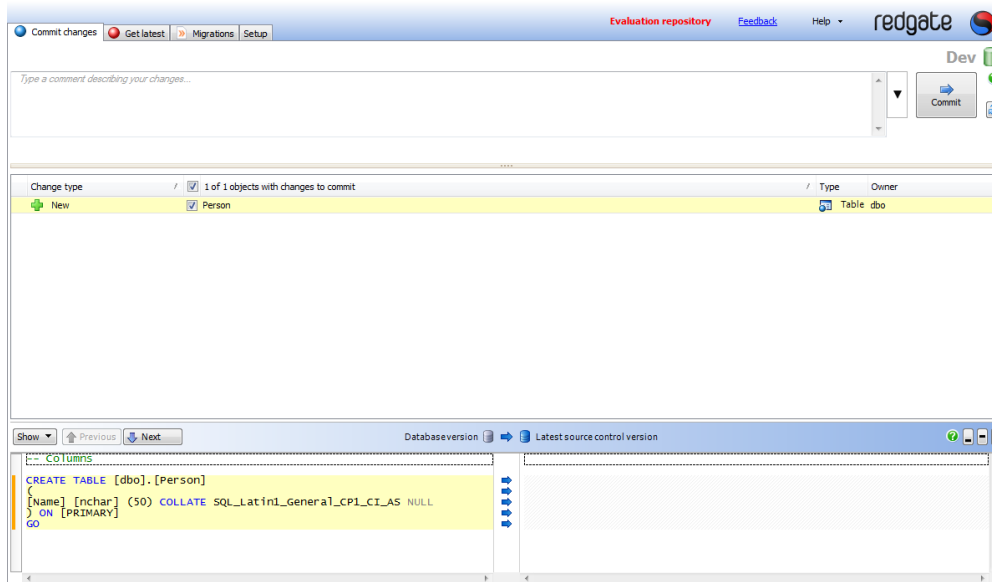 Commit changes Get latest Migrations Setup Evaluation repository Feedback Help redgate
Dev
Type a comment describing your changes...
Commit
Change type / 1 of 1 objects with changes to commit / Type Owner
New Person Table dbo
Show Previous Next Database version Latest source control version
-- Columns
CREATE TABLE [dbo].[Person]
(
[Name] [nchar] (50) COLLATE SQL_Latin1_General_CP1_CI_AS NULL
) ON [PRIMARY]
GO